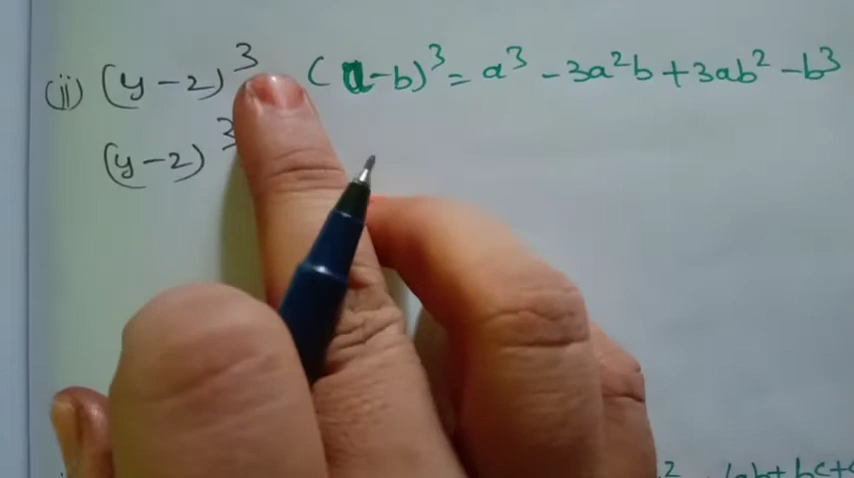 (ii) (y-2)³ (a-b)³ = a³ - 3a²b + 3ab² - b³
(y-2)³